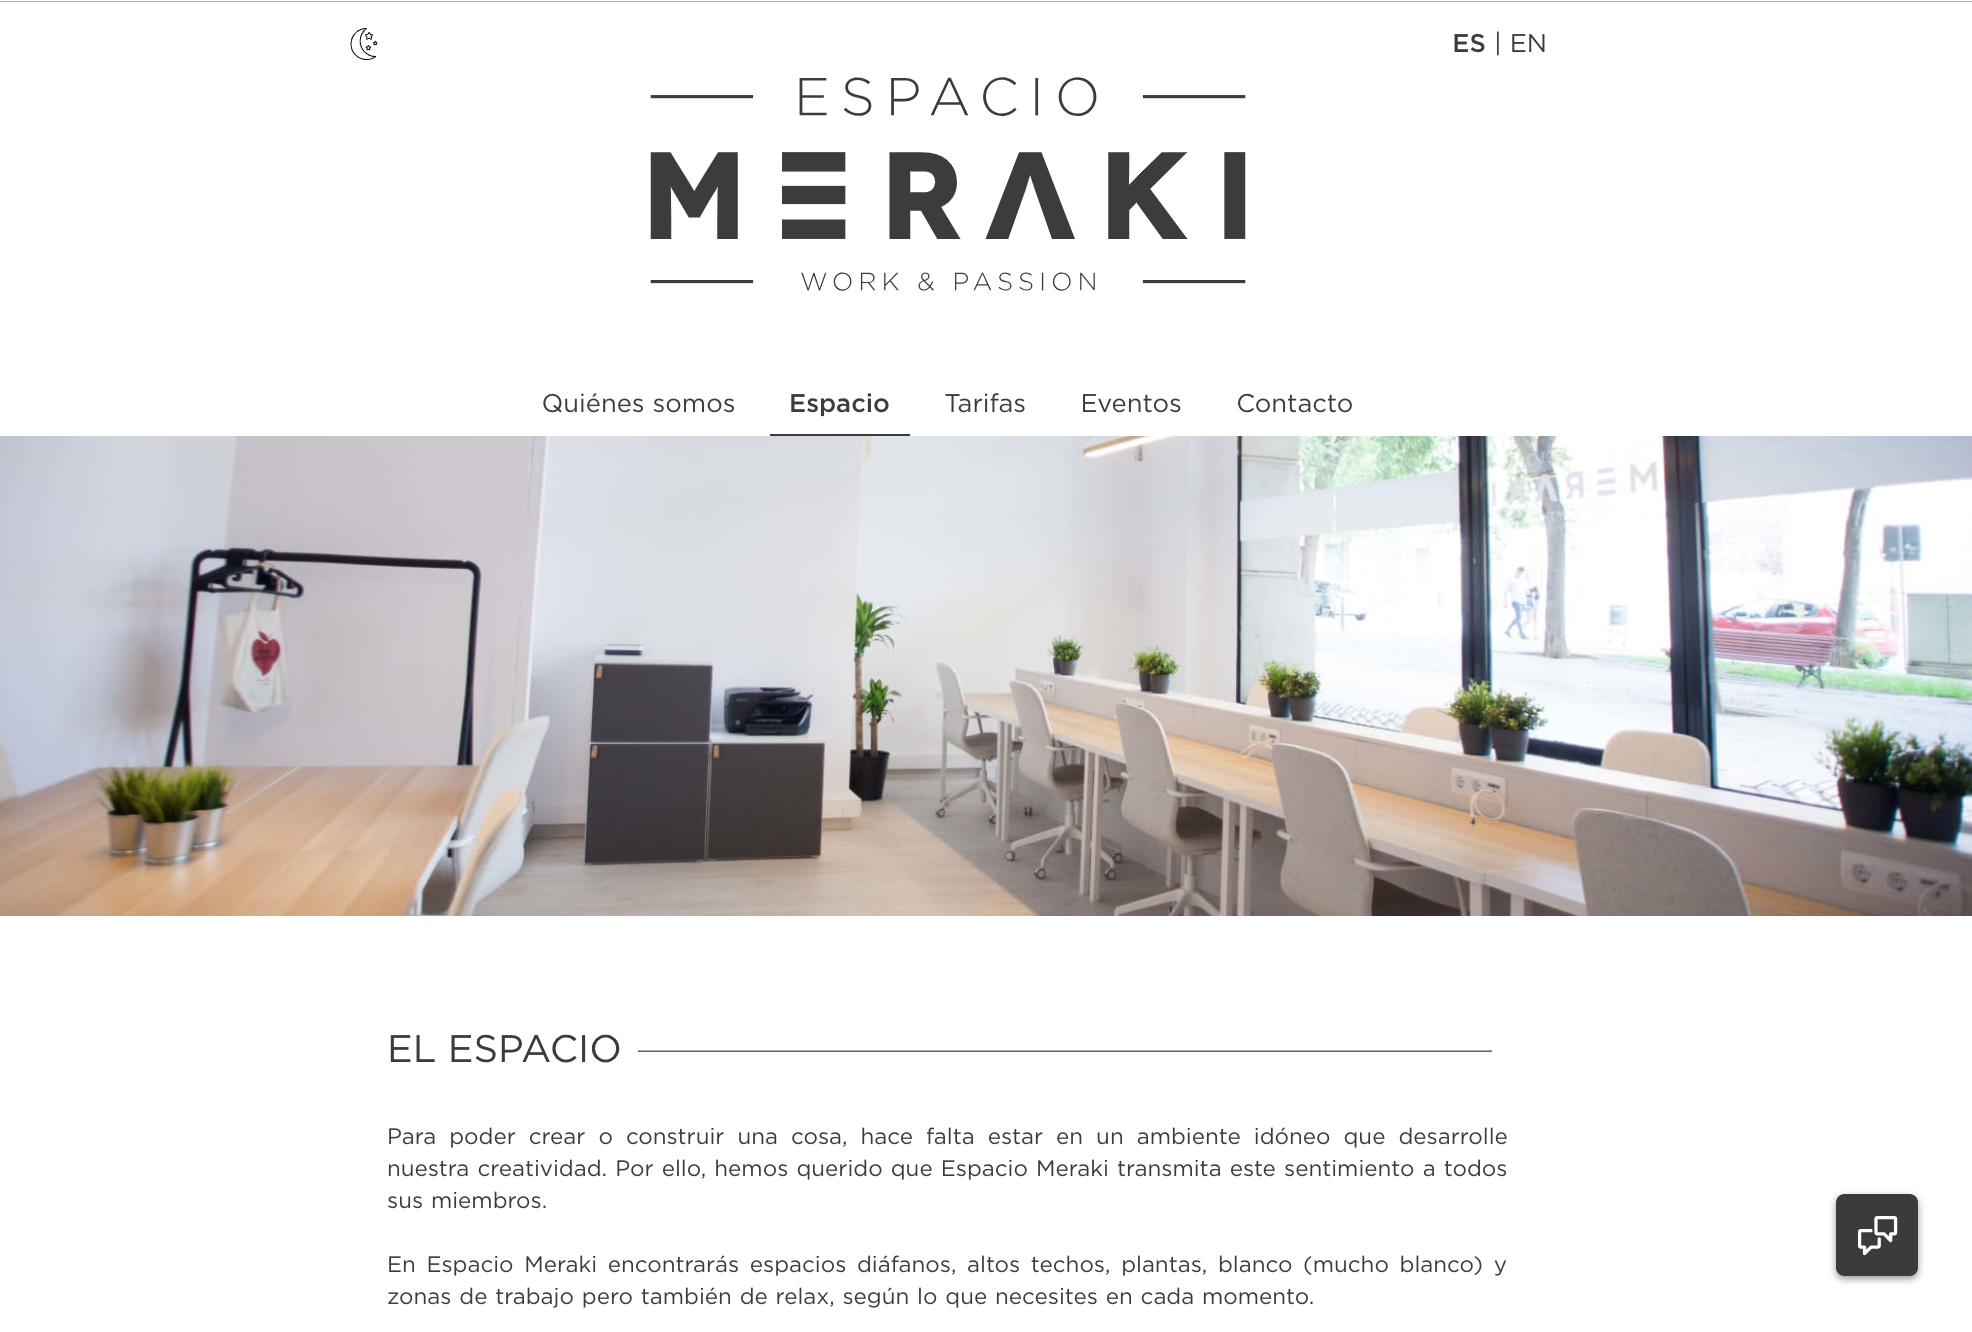 ES | EN
ESPACIO
MERAKI
WORK & PASSION
Quiénes somos Espacio Tarifas Eventos Contacto
MERAKI
EL ESPACIO
Para poder crear o construir una cosa, hace falta estar en un ambiente idóneo que desarrolle
nuestra creatividad. Por ello, hemos querido que Espacio Meraki transmita este sentimiento a todos
sus miembros.
En Espacio Meraki encontrarás espacios diáfanos, altos techos, plantas, blanco (mucho blanco) y
zonas de trabajo pero también de relax, según lo que necesites en cada momento.